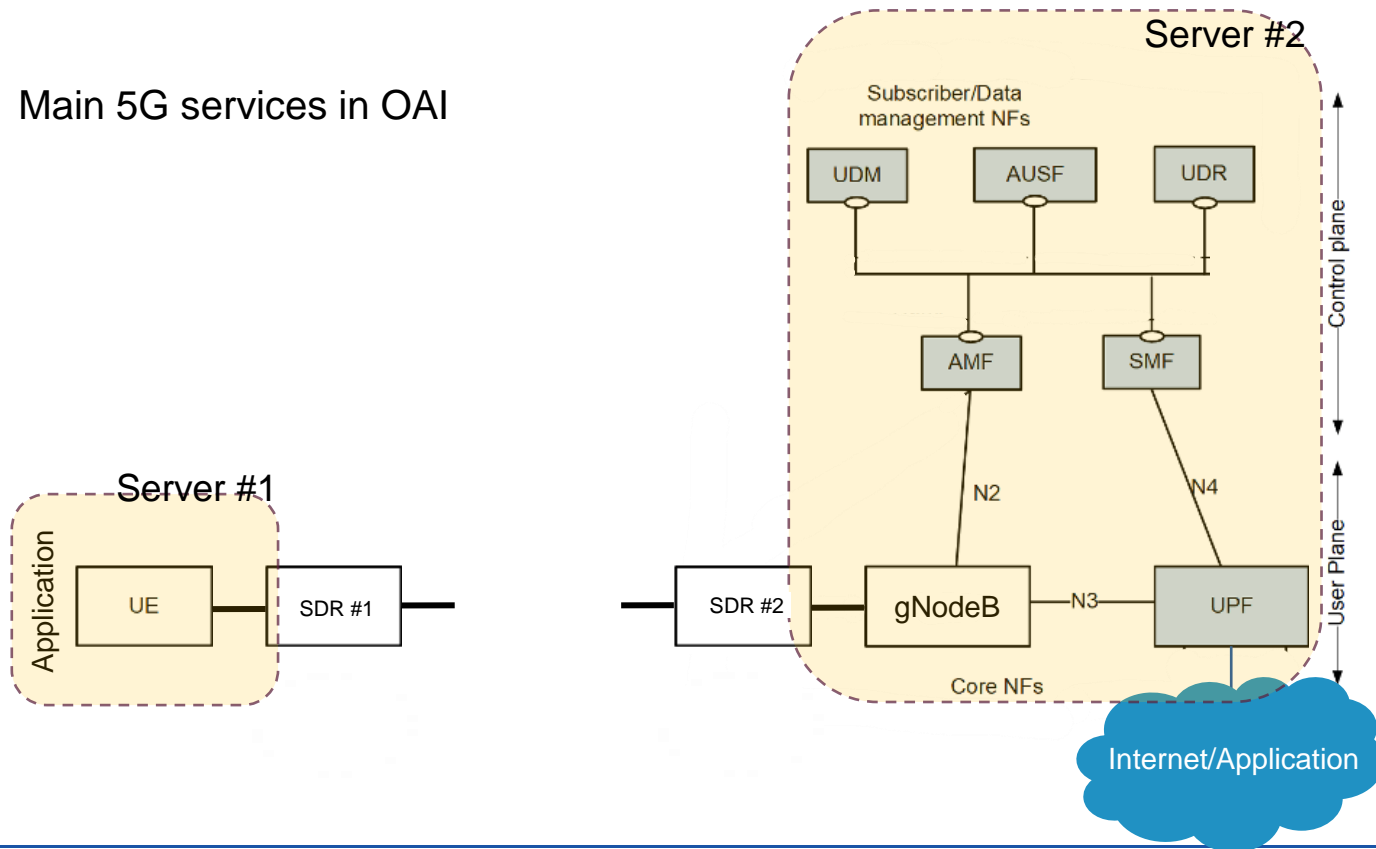 Server #2
Main 5G services in OAI
Subscriber/Data
management NFs
UDM
AUSF
UDR
Control plane
AMF
SMF
Server #1
N2
N4
Application
UE
SDR #1
SDR #2
gNodeB
N3
UPF
User Plane
Core NFs
Internet/Application